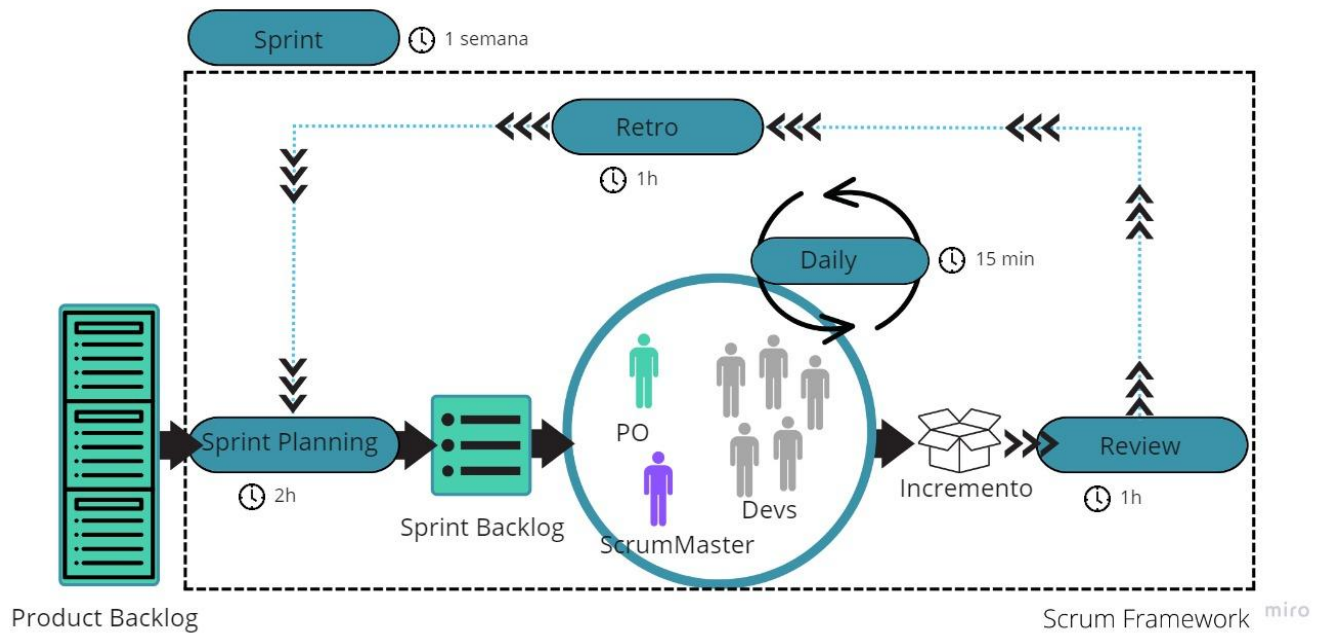 Sprint
1 semana
Retro
1h
Daily
15 min
PO
ScrumMaster
Devs
Sprint Planning
2h
Sprint Backlog
Incremento
Review
1h
Product Backlog
Scrum Framework
miro